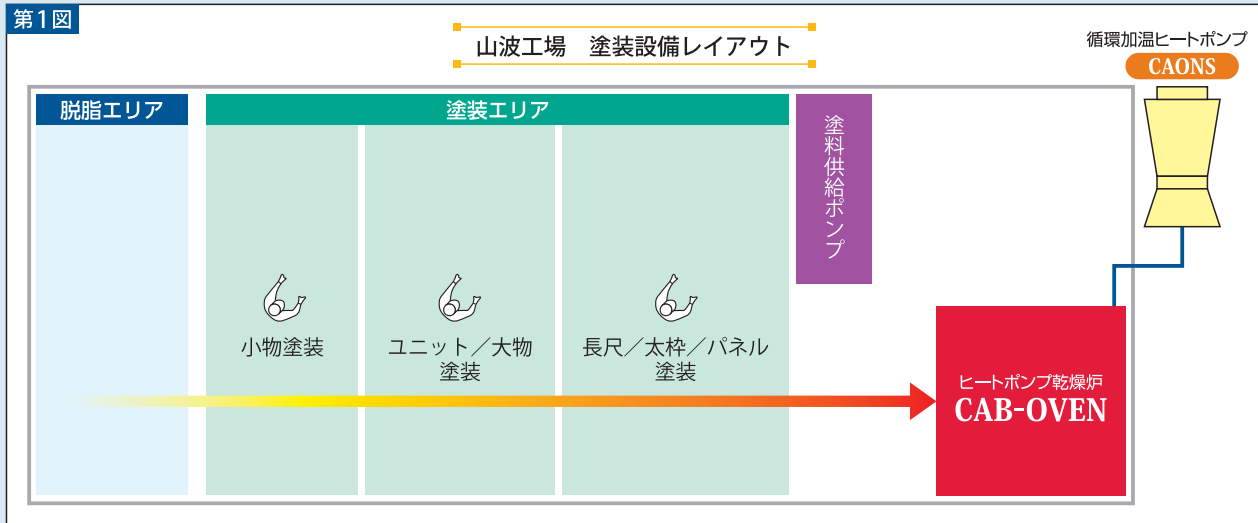 第1図
山波工場　塗装設備レイアウト
循環加温ヒートポンプ
CAONS
脱脂エリア
塗装エリア
塗料供給ポンプ
小物塗装
ユニット／大物
塗装
長尺／太枠／パネル
塗装
ヒートポンプ乾燥炉
CAB-OVEN